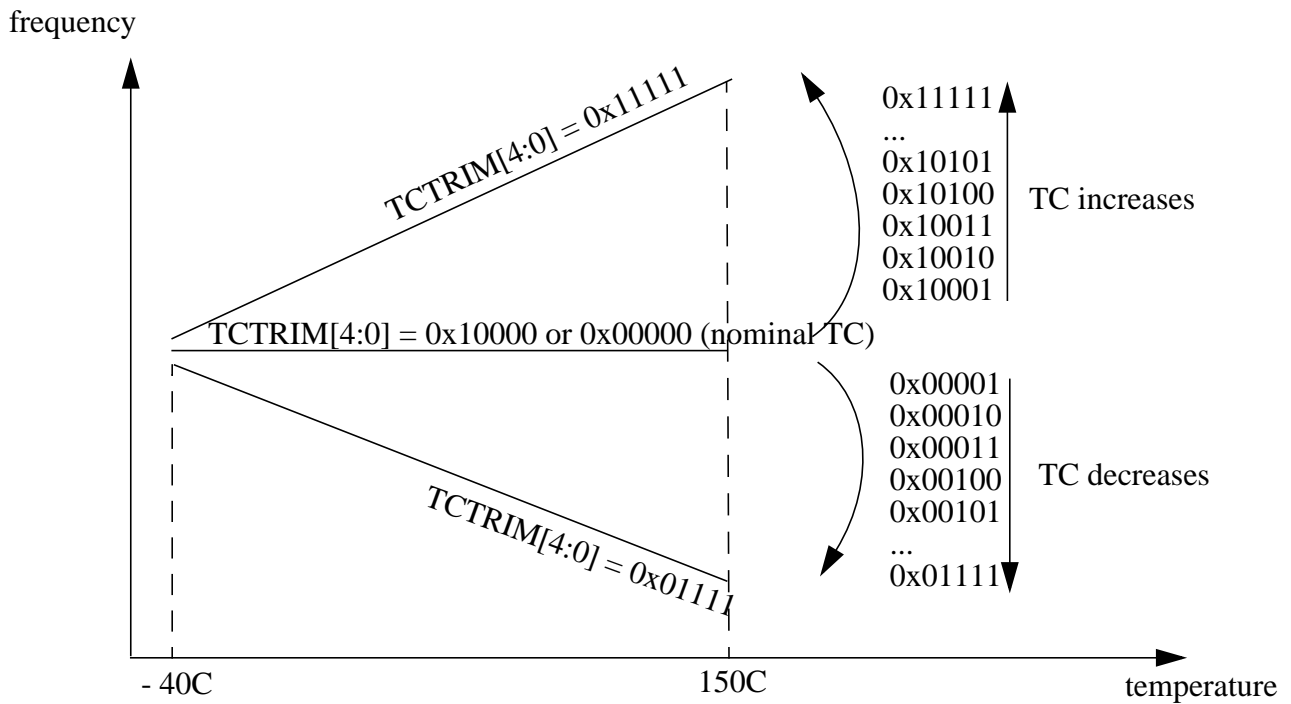 frequency
TCTRIM[4:0] = 0x11111
0x11111
...
0x10101
0x10100
0x10011
0x10010
0x10001
TC increases
TCTRIM[4:0] = 0x10000 or 0x00000 (nominal TC)
0x00001
0x00010
0x00011
0x00100
0x00101
...
0x01111
TC decreases
TCTRIM[4:0] = 0x01111
- 40C
150C
temperature